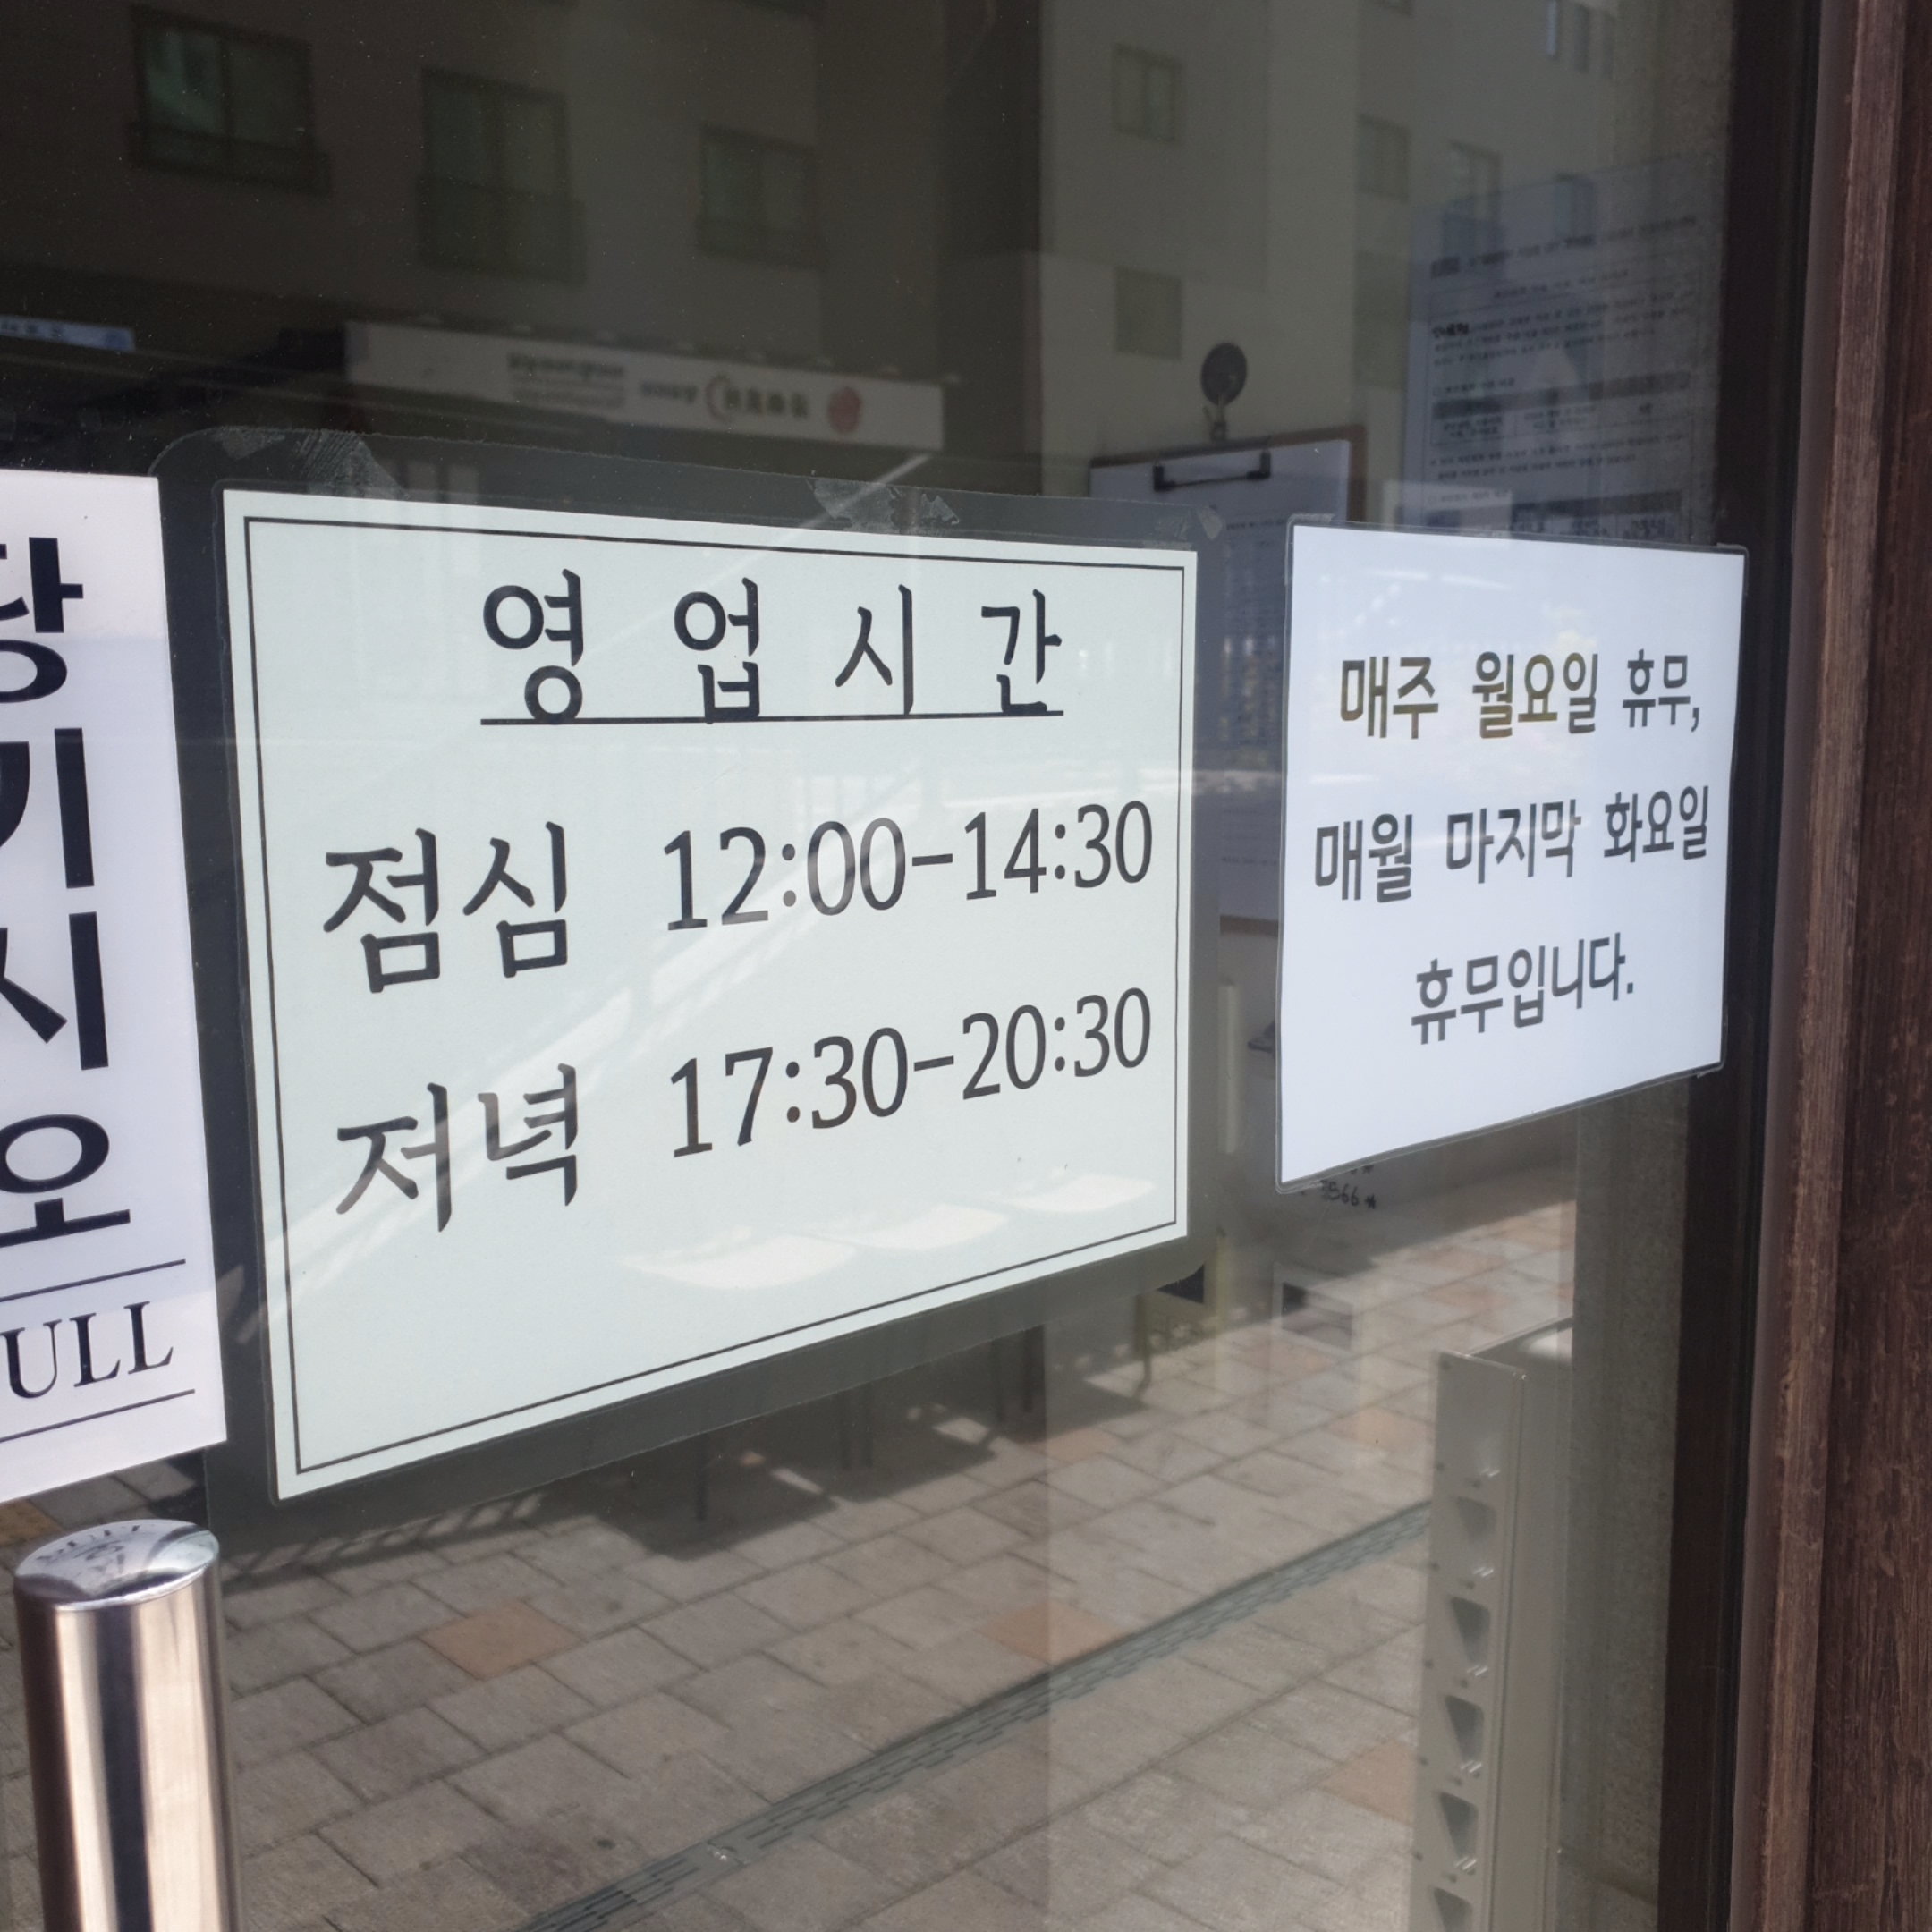 당
기
시
오
PULL
영 업 시 간
점심 12:00-14:30
저녁 17:30-20:30
매주 월요일 휴무,
매월 마지막 화요일
휴무입니다.